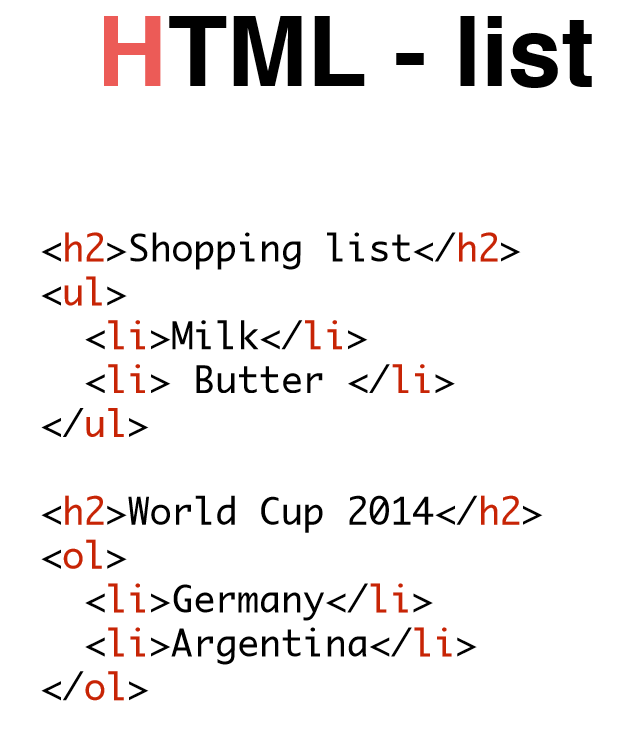 HTML - list
<h2>Shopping list</h2>
<ul>
  <li>Milk</li>
  <li> Butter </li>
</ul>
<h2>World Cup 2014</h2>
<ol>
  <li>Germany</li>
  <li>Argentina</li>
</ol>